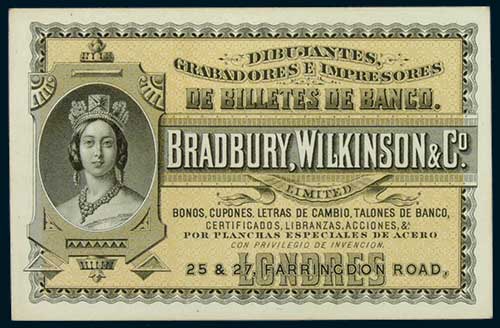 DIBUJANTES,
GRABADORES E IMPRESORES
DE BILLETES DE BANCO.
BRADBURY, WILKINSON & Cº.
LIMITED
BONOS, CUPONES, LETRAS DE CAMBIO, TALONES DE BANCO,
CERTIFICADOS, LIBRANZAS, ACCIONES, &ª
POR PLANCHAS ESPECIALES DE ACERO
CON PRIVILEGIO DE INVENCION.
25 & 27, FARRINGDON ROAD,
LONDRES